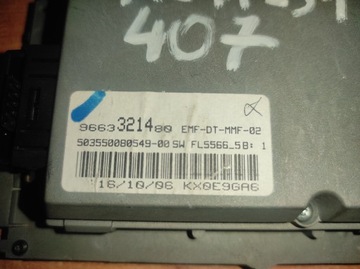 407
9663321480 EMF-DT-MMF-02
503550080549-00 SW FL5566_5B: 1
16/10/06 KX0E9GA6